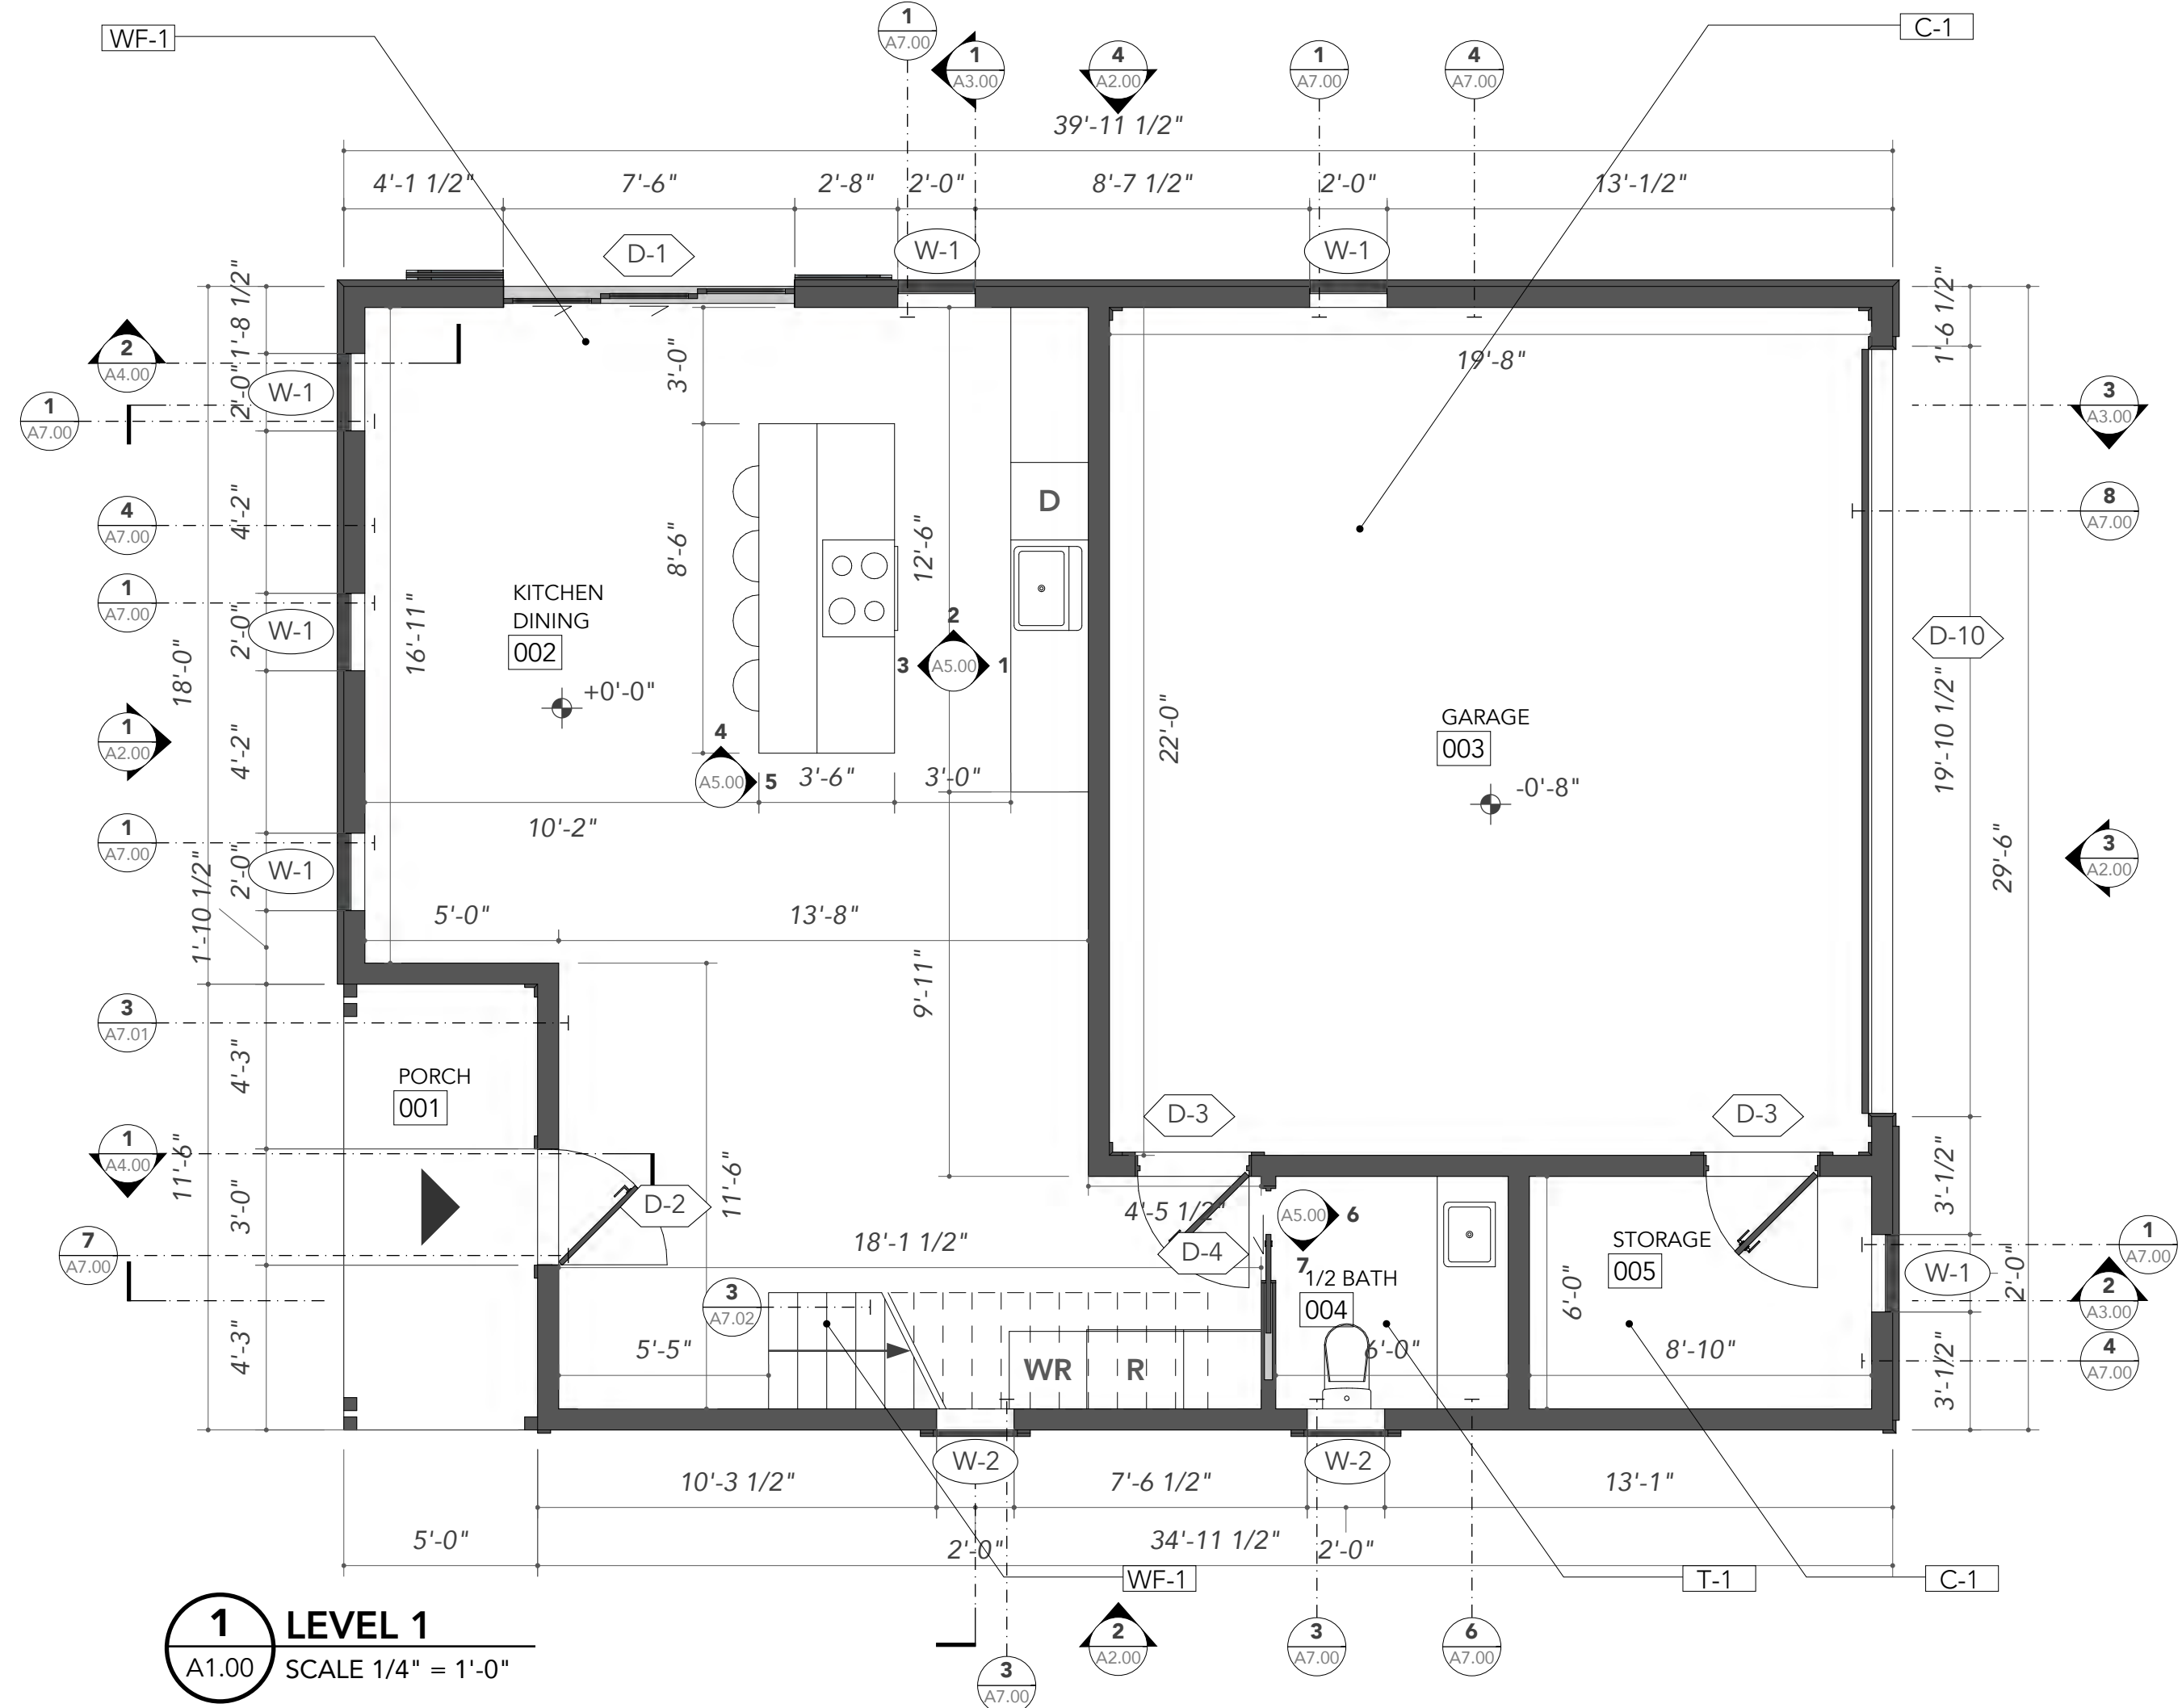 WF-1
1
A7.00
1
A3.00
4
A2.00
1
A7.00
4
A7.00
C-1
39'-11 1/2"
4'-1 1/2"
7'-6"
2'-8"
2'-0"
8'-7 1/2"
2'-0"
13'-1/2"
D-1
W-1
W-1
1'-8 1/2"
1'-6 1/2"
2
A4.00
3'-0"
19'-8"
2'-0"
W-1
1
A7.00
3
A3.00
4'-2"
4
A7.00
8'-6"
12'-6"
D
8
A7.00
KITCHEN
DINING
002
1
A7.00
2'-0"
W-1
16'-11"
18'-0"
+0'-0"
2
3
A5.00
1
D-10
GARAGE
003
-0'-8"
22'-0"
19'-10 1/2"
1
A2.00
4'-2"
4
A5.00
5
3'-6"
3'-0"
10'-2"
1
A7.00
2'-0"
W-1
1'-10 1/2"
29'-6"
3
A2.00
5'-0"
13'-8"
9'-11"
3
A7.01
4'-3"
PORCH
001
D-3
D-3
1
A4.00
11'-6"
3'-0"
D-2
11'-6"
4'-5 1/2"
A5.00
6
7
3'-1/2"
7
A7.00
18'-1 1/2"
D-4
1/2 BATH
004
STORAGE
005
6'-0"
W-1
2'-0"
1
A7.00
2
A3.00
3
A7.02
4'-3"
5'-5"
WR
R
6'-0"
8'-10"
3'-1/2"
4
A7.00
W-2
W-2
10'-3 1/2"
7'-6 1/2"
13'-1"
5'-0"
2'-0"
34'-11 1/2"
2'-0"
WF-1
T-1
C-1
1
A1.00
LEVEL 1
SCALE 1/4" = 1'-0"
3
A7.00
2
A2.00
3
A7.00
6
A7.00